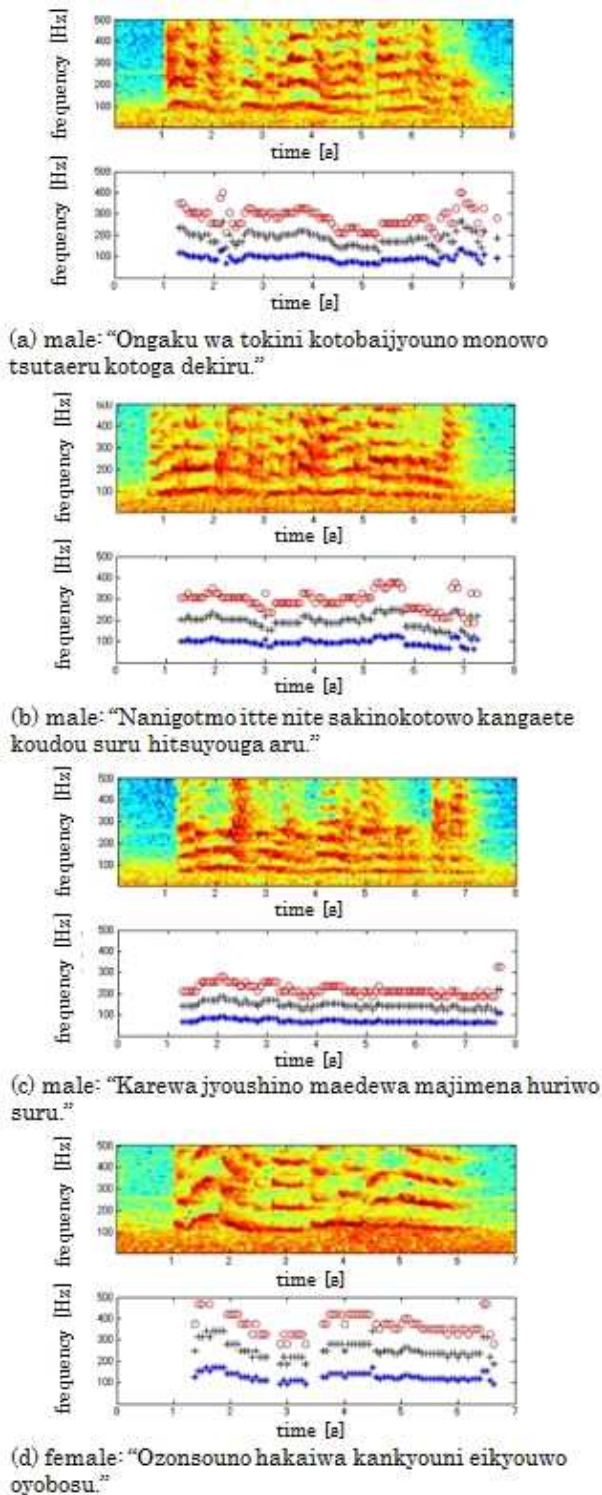 frequency [Hz]
500
400
300
200
100
0 1 2 3 4 5 6 7 8
time [s]
frequency [Hz]
500
400
300
200
100
0 1 2 3 4 5 6 7 8
time [s]
(a) male: “Ongaku wa tokini kotobaijyouno monowo
tsutaeru kotoga dekiru.”
frequency [Hz]
500
400
300
200
100
0 1 2 3 4 5 6 7 8
time [s]
frequency [Hz]
500
400
300
200
100
0 1 2 3 4 5 6 7 8
time [s]
(b) male: “Nanigotmo itte nite sakinokotowo kangaete
koudou suru hitsuyouga aru.”
frequency [Hz]
500
400
300
200
100
0 1 2 3 4 5 6 7 8
time [s]
frequency [Hz]
500
400
300
200
100
0 1 2 3 4 5 6 7 8
time [s]
(c) male: “Karewa jyoushino maedewa majimena huriwo
suru.”
frequency [Hz]
500
400
300
200
100
0 1 2 3 4 5 6 7
time [s]
frequency [Hz]
500
400
300
200
100
0 1 2 3 4 5 6 7
time [s]
(d) female: “Ozonsouno hakaiwa kankyouni eikyouwo
oyobosu.”